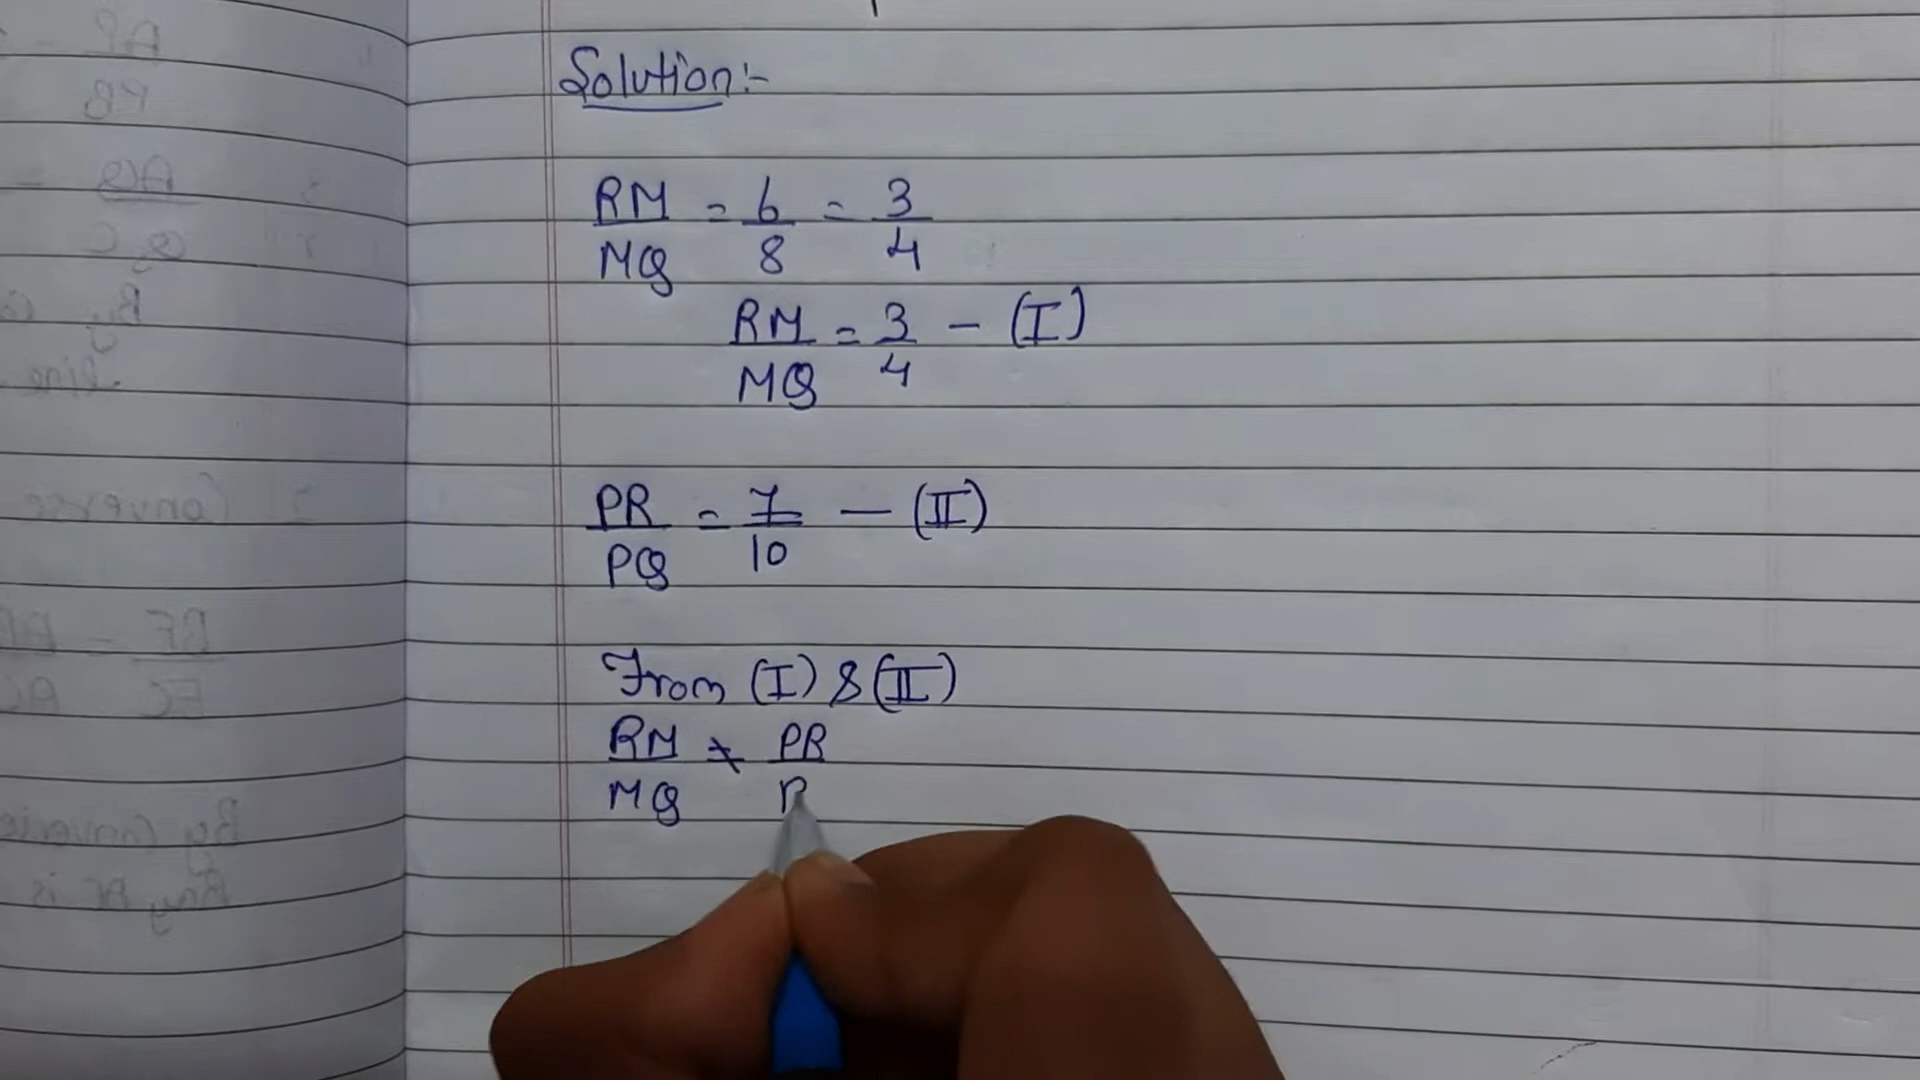 Solution:-
RM/MQ = 6/8 = 3/4
RM/MQ = 3/4 - (I)
PR/PQ = 7/10 - (II)
From (I) & (II)
RM/MQ ≠ PR/P